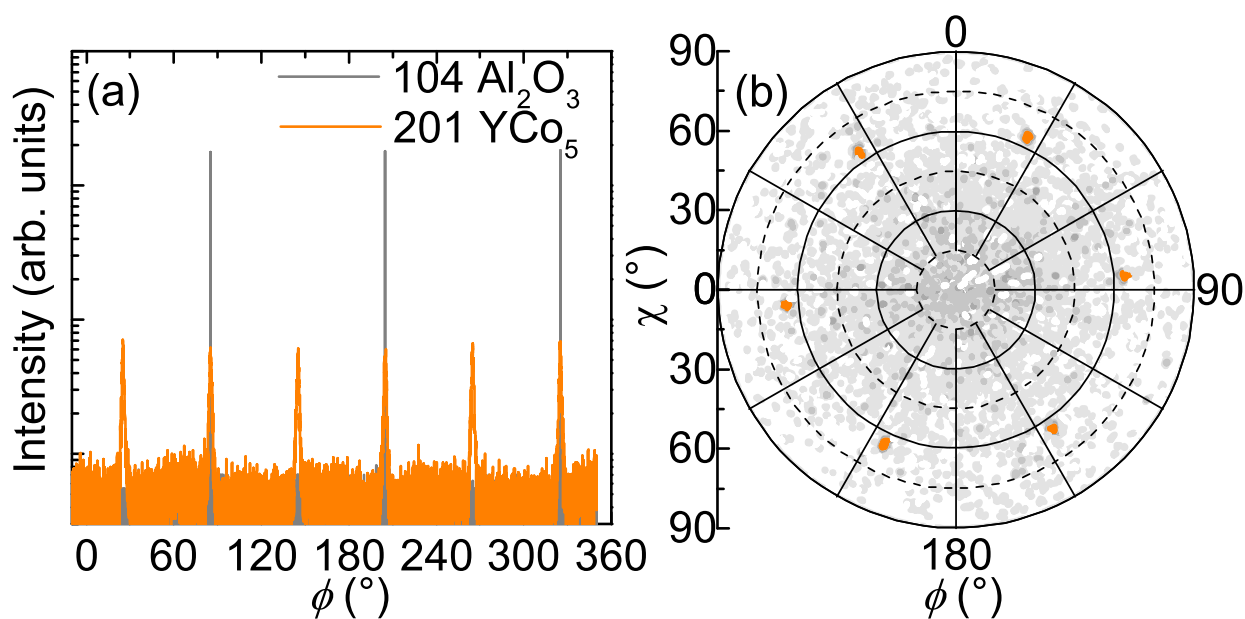 (a)
104 Al₂O₃
201 YCo₅
Intensity (arb. units)
0 60 120 180 240 300 360
ϕ (°)
(b)
0
90
60
30
0
30
60
90
χ (°)
90
180
ϕ (°)